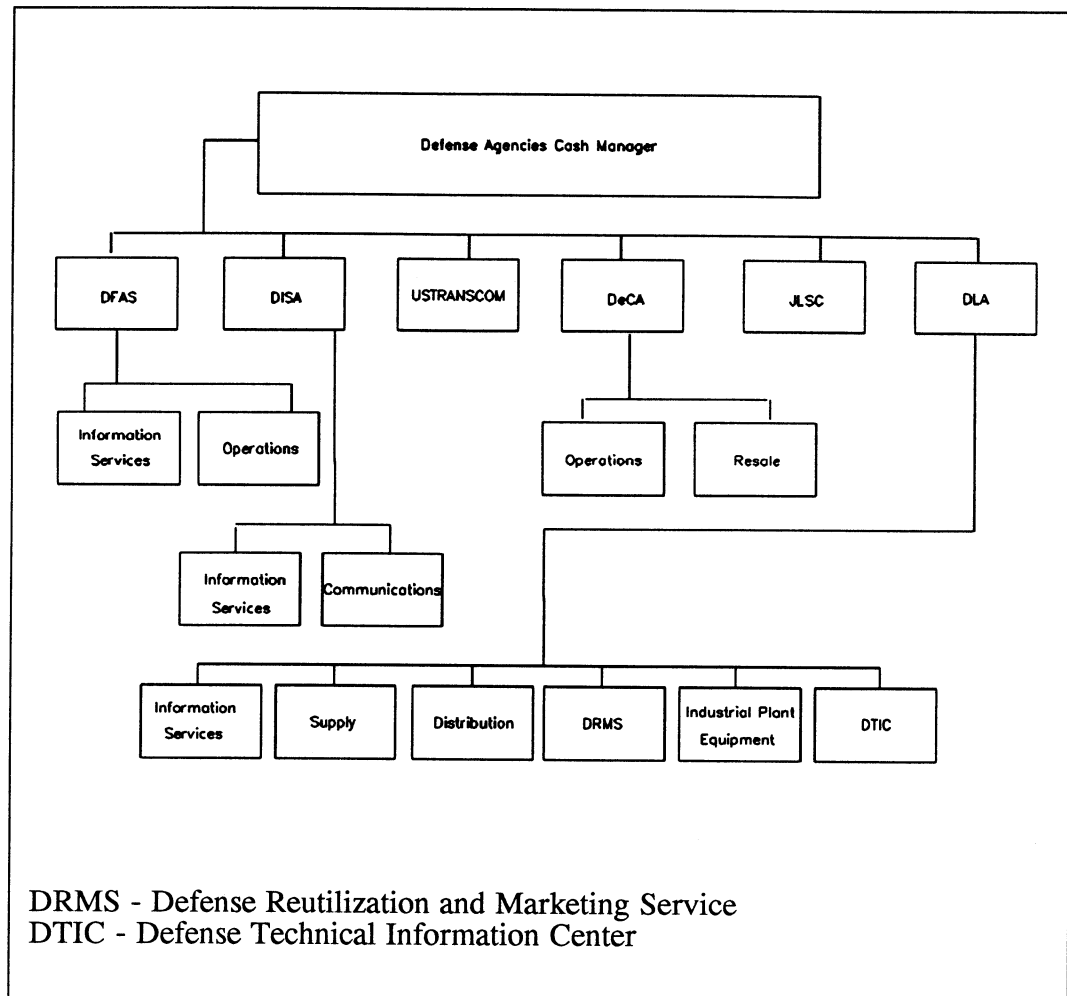 Defense Agencies Cash Manager
DFAS
DISA
USTRANSCOM
DeCA
JLSC
DLA
Information
Services
Operations
Operations
Resale
Information
Services
Communications
Information
Services
Supply
Distribution
DRMS
Industrial Plant
Equipment
DTIC
DRMS - Defense Reutilization and Marketing Service
DTIC - Defense Technical Information Center